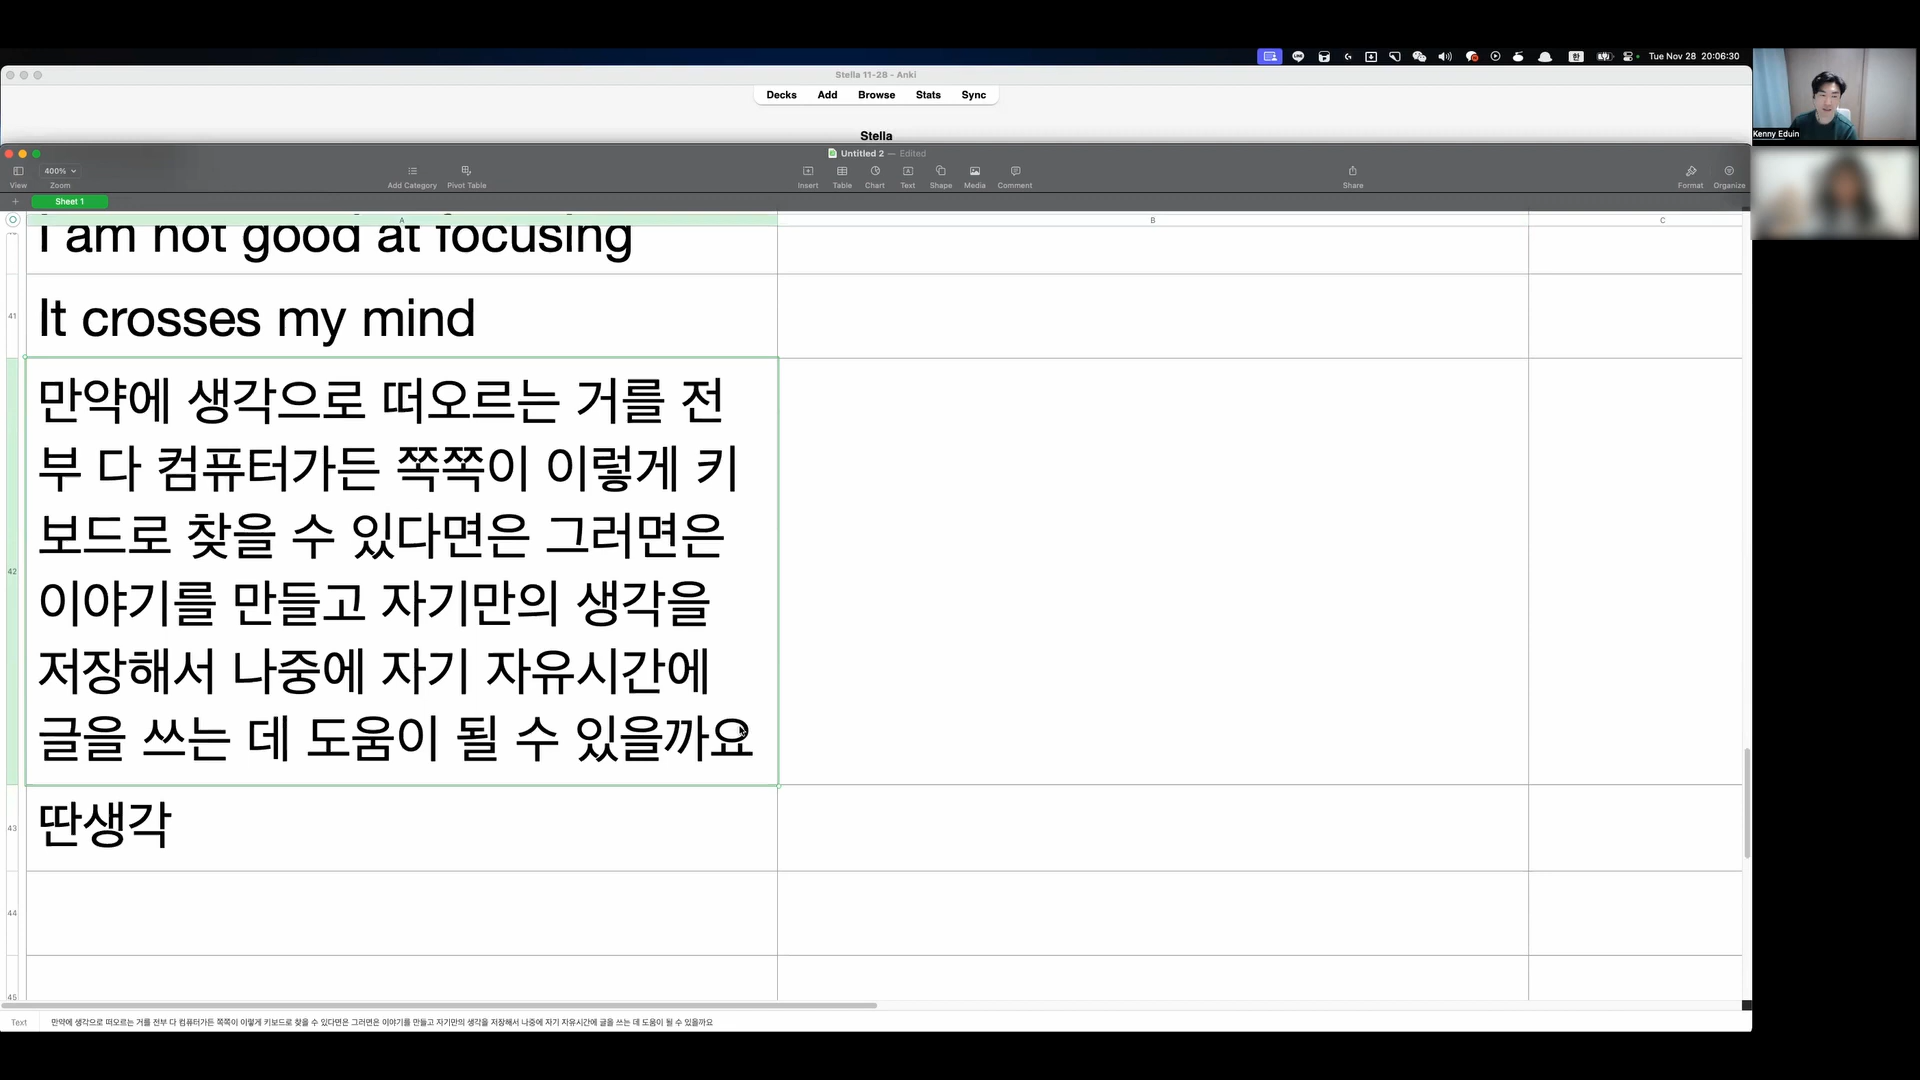 Tue Nov 28 20:06:30
Stella 11-28 - Anki
Decks Add Browse Stats Sync
Stella
Kenny Eduin
Untitled 2 — Edited
400%
View Zoom Add Category Pivot Table Insert Table Chart Text Shape Media Comment Share Format Organize
+ Sheet 1
A B C
I am not good at focusing
41
It crosses my mind
42
만약에 생각으로 떠오르는 거를 전
부 다 컴퓨터가든 쪽쪽이 이렇게 키
보드로 찾을 수 있다면은 그러면은
이야기를 만들고 자기만의 생각을
저장해서 나중에 자기 자유시간에
글을 쓰는 데 도움이 될 수 있을까요
43
딴생각
44
45
Text 만약에 생각으로 떠오르는 거를 전부 다 컴퓨터가든 쪽쪽이 이렇게 키보드로 찾을 수 있다면은 그러면은 이야기를 만들고 자기만의 생각을 저장해서 나중에 자기 자유시간에 글을 쓰는 데 도움이 될 수 있을까요